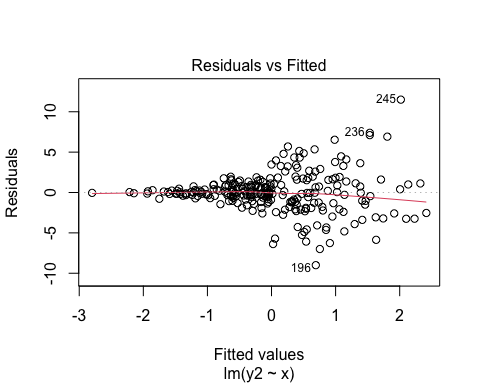 Residuals vs Fitted
245
236
196
10
5
0
-5
-10
Residuals
-3 -2 -1 0 1 2
Fitted values
lm(y2 ~ x)